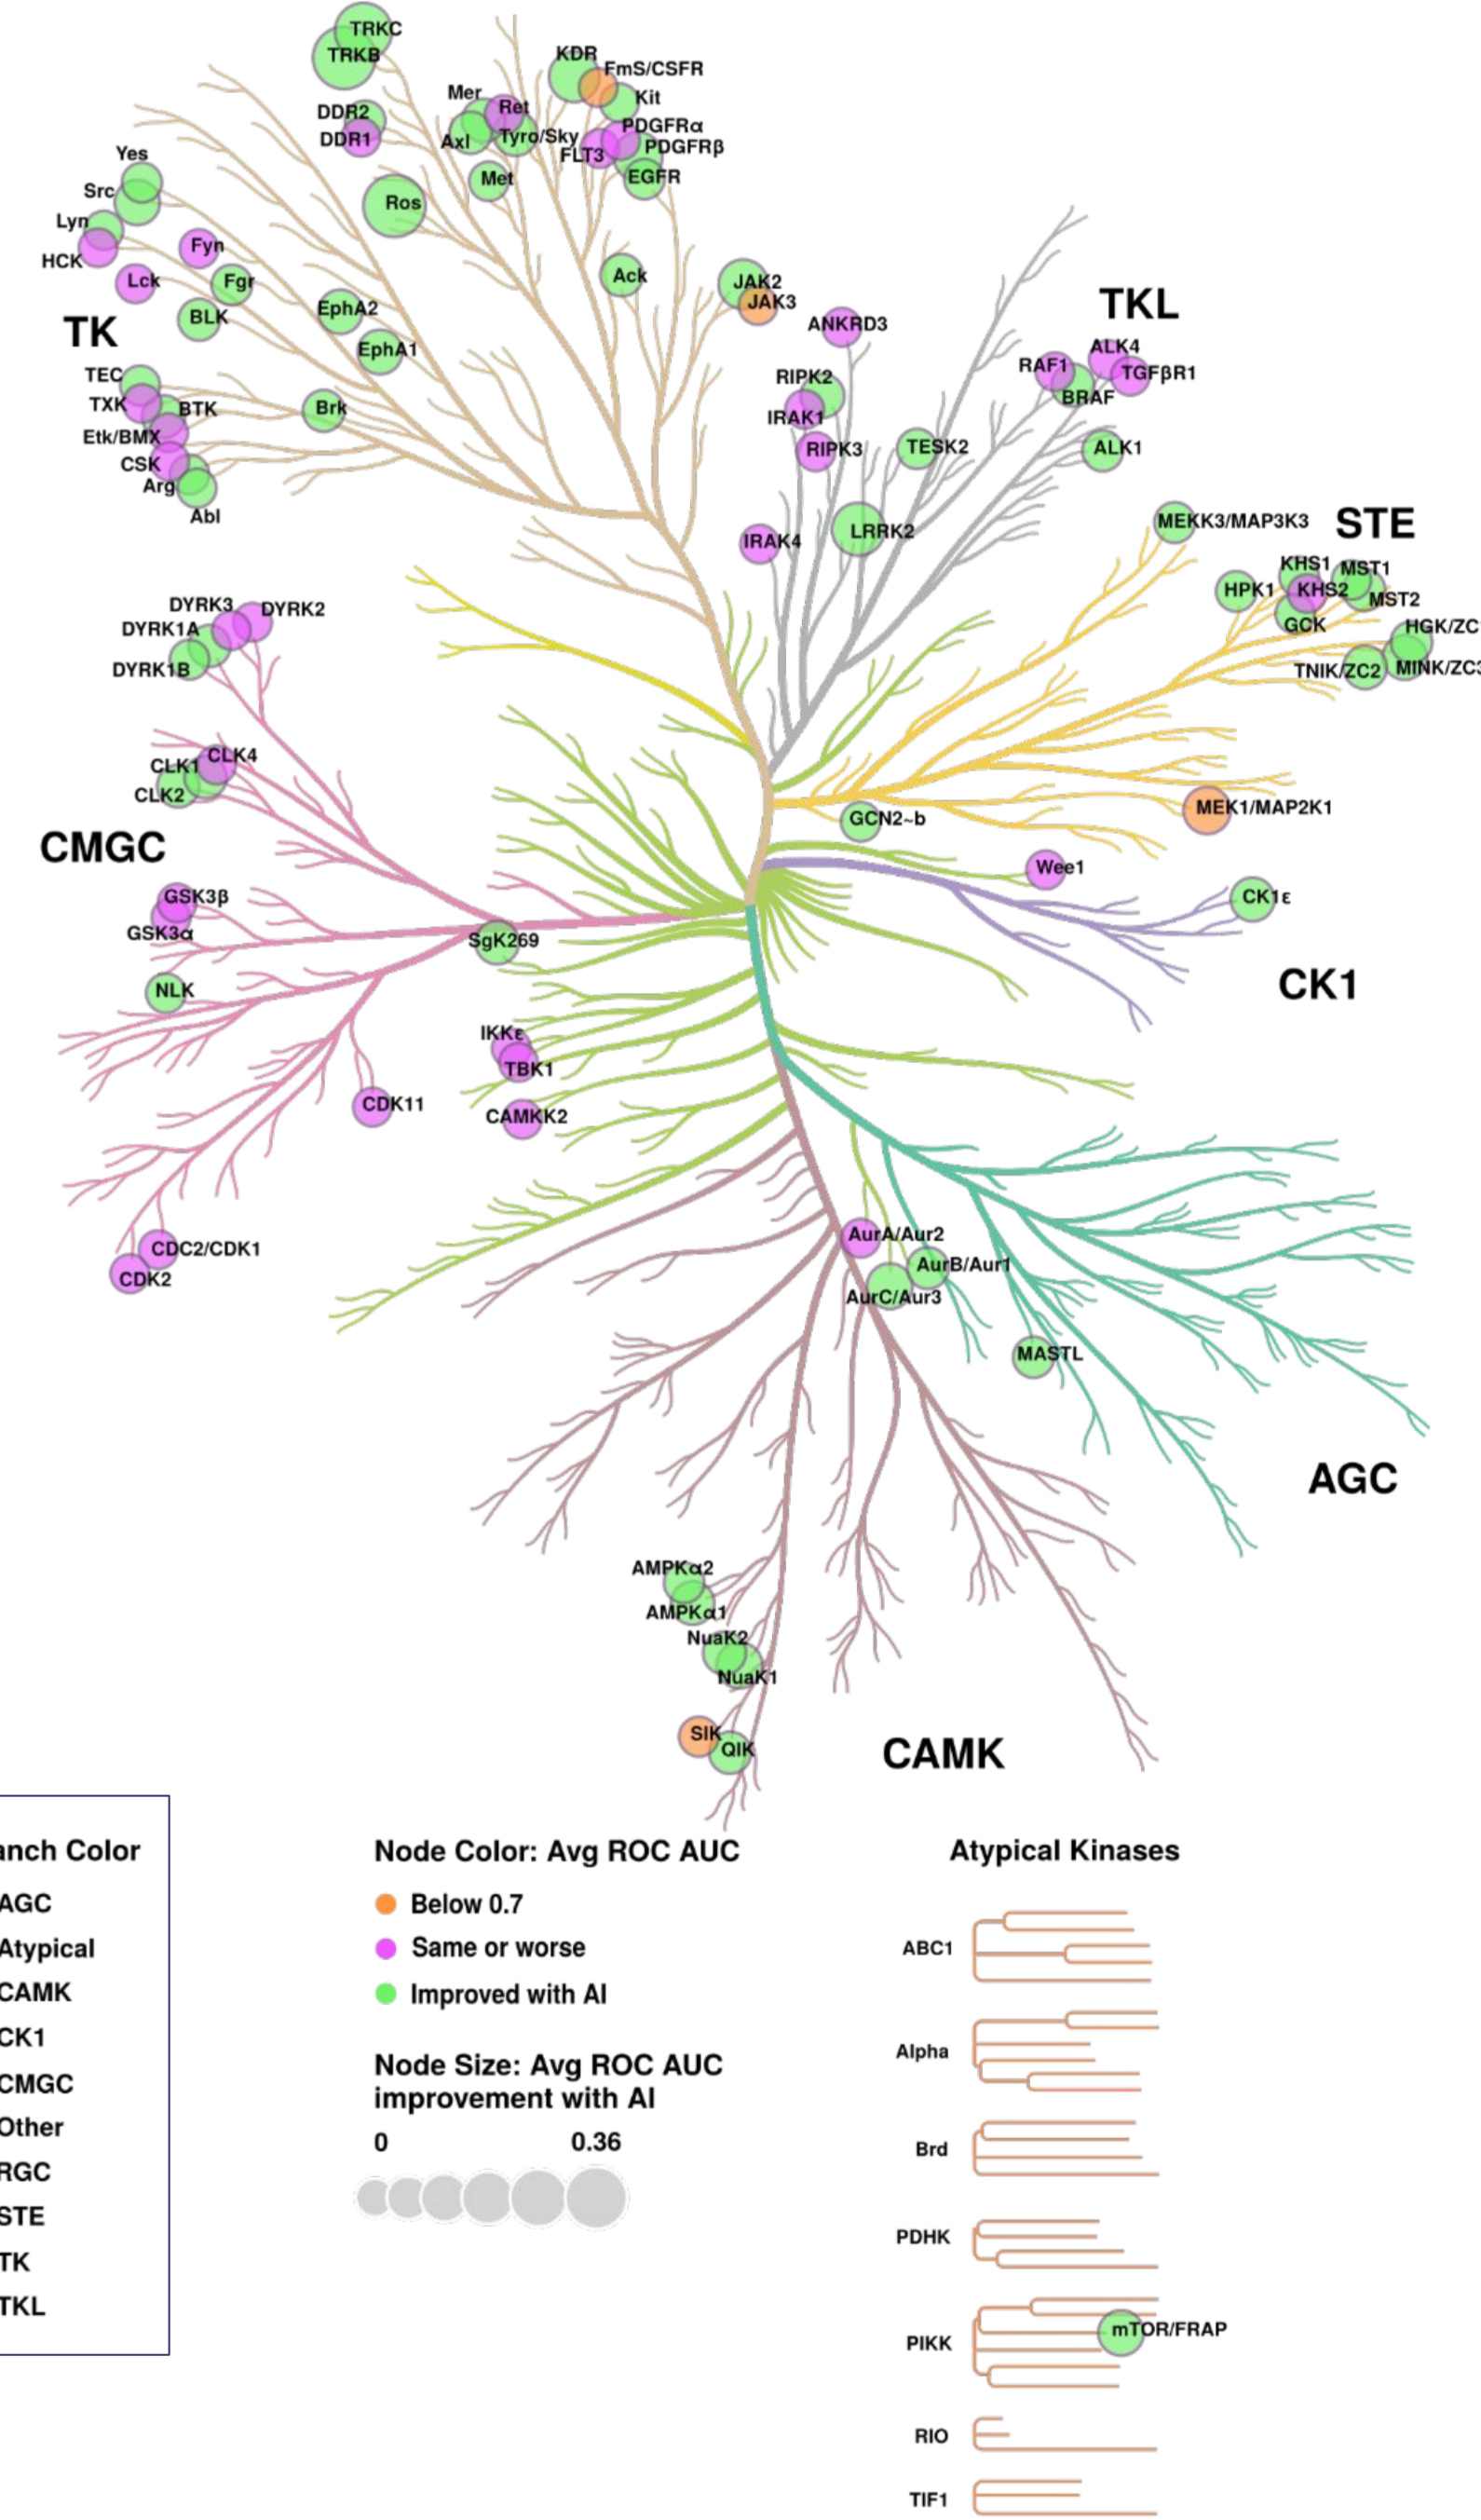 TRKC
TRKB
KDR
FmS/CSFR
Mer
Ret
Kit
DDR2
DDR1
Axl
Tyro/Sky
PDGFRα
FLT3
PDGFRβ
Yes
Met
EGFR
Src
Ros
Lyn
HCK
Fyn
Lck
Fgr
Ack
JAK2
JAK3
BLK
EphA2
EphA1
TK
ANKRD3
TKL
TEC
TXK
BTK
Brk
Etk/BMX
CSK
Arg
Abl
RIPK2
IRAK1
RIPK3
RAF1
ALK4
TGFβR1
BRAF
TESK2
ALK1
LRRK2
IRAK4
MEKK3/MAP3K3
STE
KHS1
MST1
HPK1
KHS2
MST2
GCK
HGK/ZC
TNIK/ZC2
MINK/ZC3
DYRK3
DYRK2
DYRK1A
DYRK1B
CLK4
CLK1
CLK2
CMGC
GCN2~b
MEK1/MAP2K1
Wee1
CK1ε
CK1
GSK3β
GSK3α
SgK269
NLK
IKKε
TBK1
CDK11
CAMKK2
CDC2/CDK1
CDK2
AurA/Aur2
AurB/Aur1
AurC/Aur3
MASTL
AGC
AMPKα2
AMPKα1
NuaK2
NuaK1
SIK
QIK
CAMK
anch Color
AGC
Atypical
CAMK
CK1
CMGC
Other
RGC
STE
TK
TKL
Node Color: Avg ROC AUC
Below 0.7
Same or worse
Improved with AI
Node Size: Avg ROC AUC
improvement with AI
0 0.36
Atypical Kinases
ABC1
Alpha
Brd
PDHK
PIKK
mTOR/FRAP
RIO
TIF1